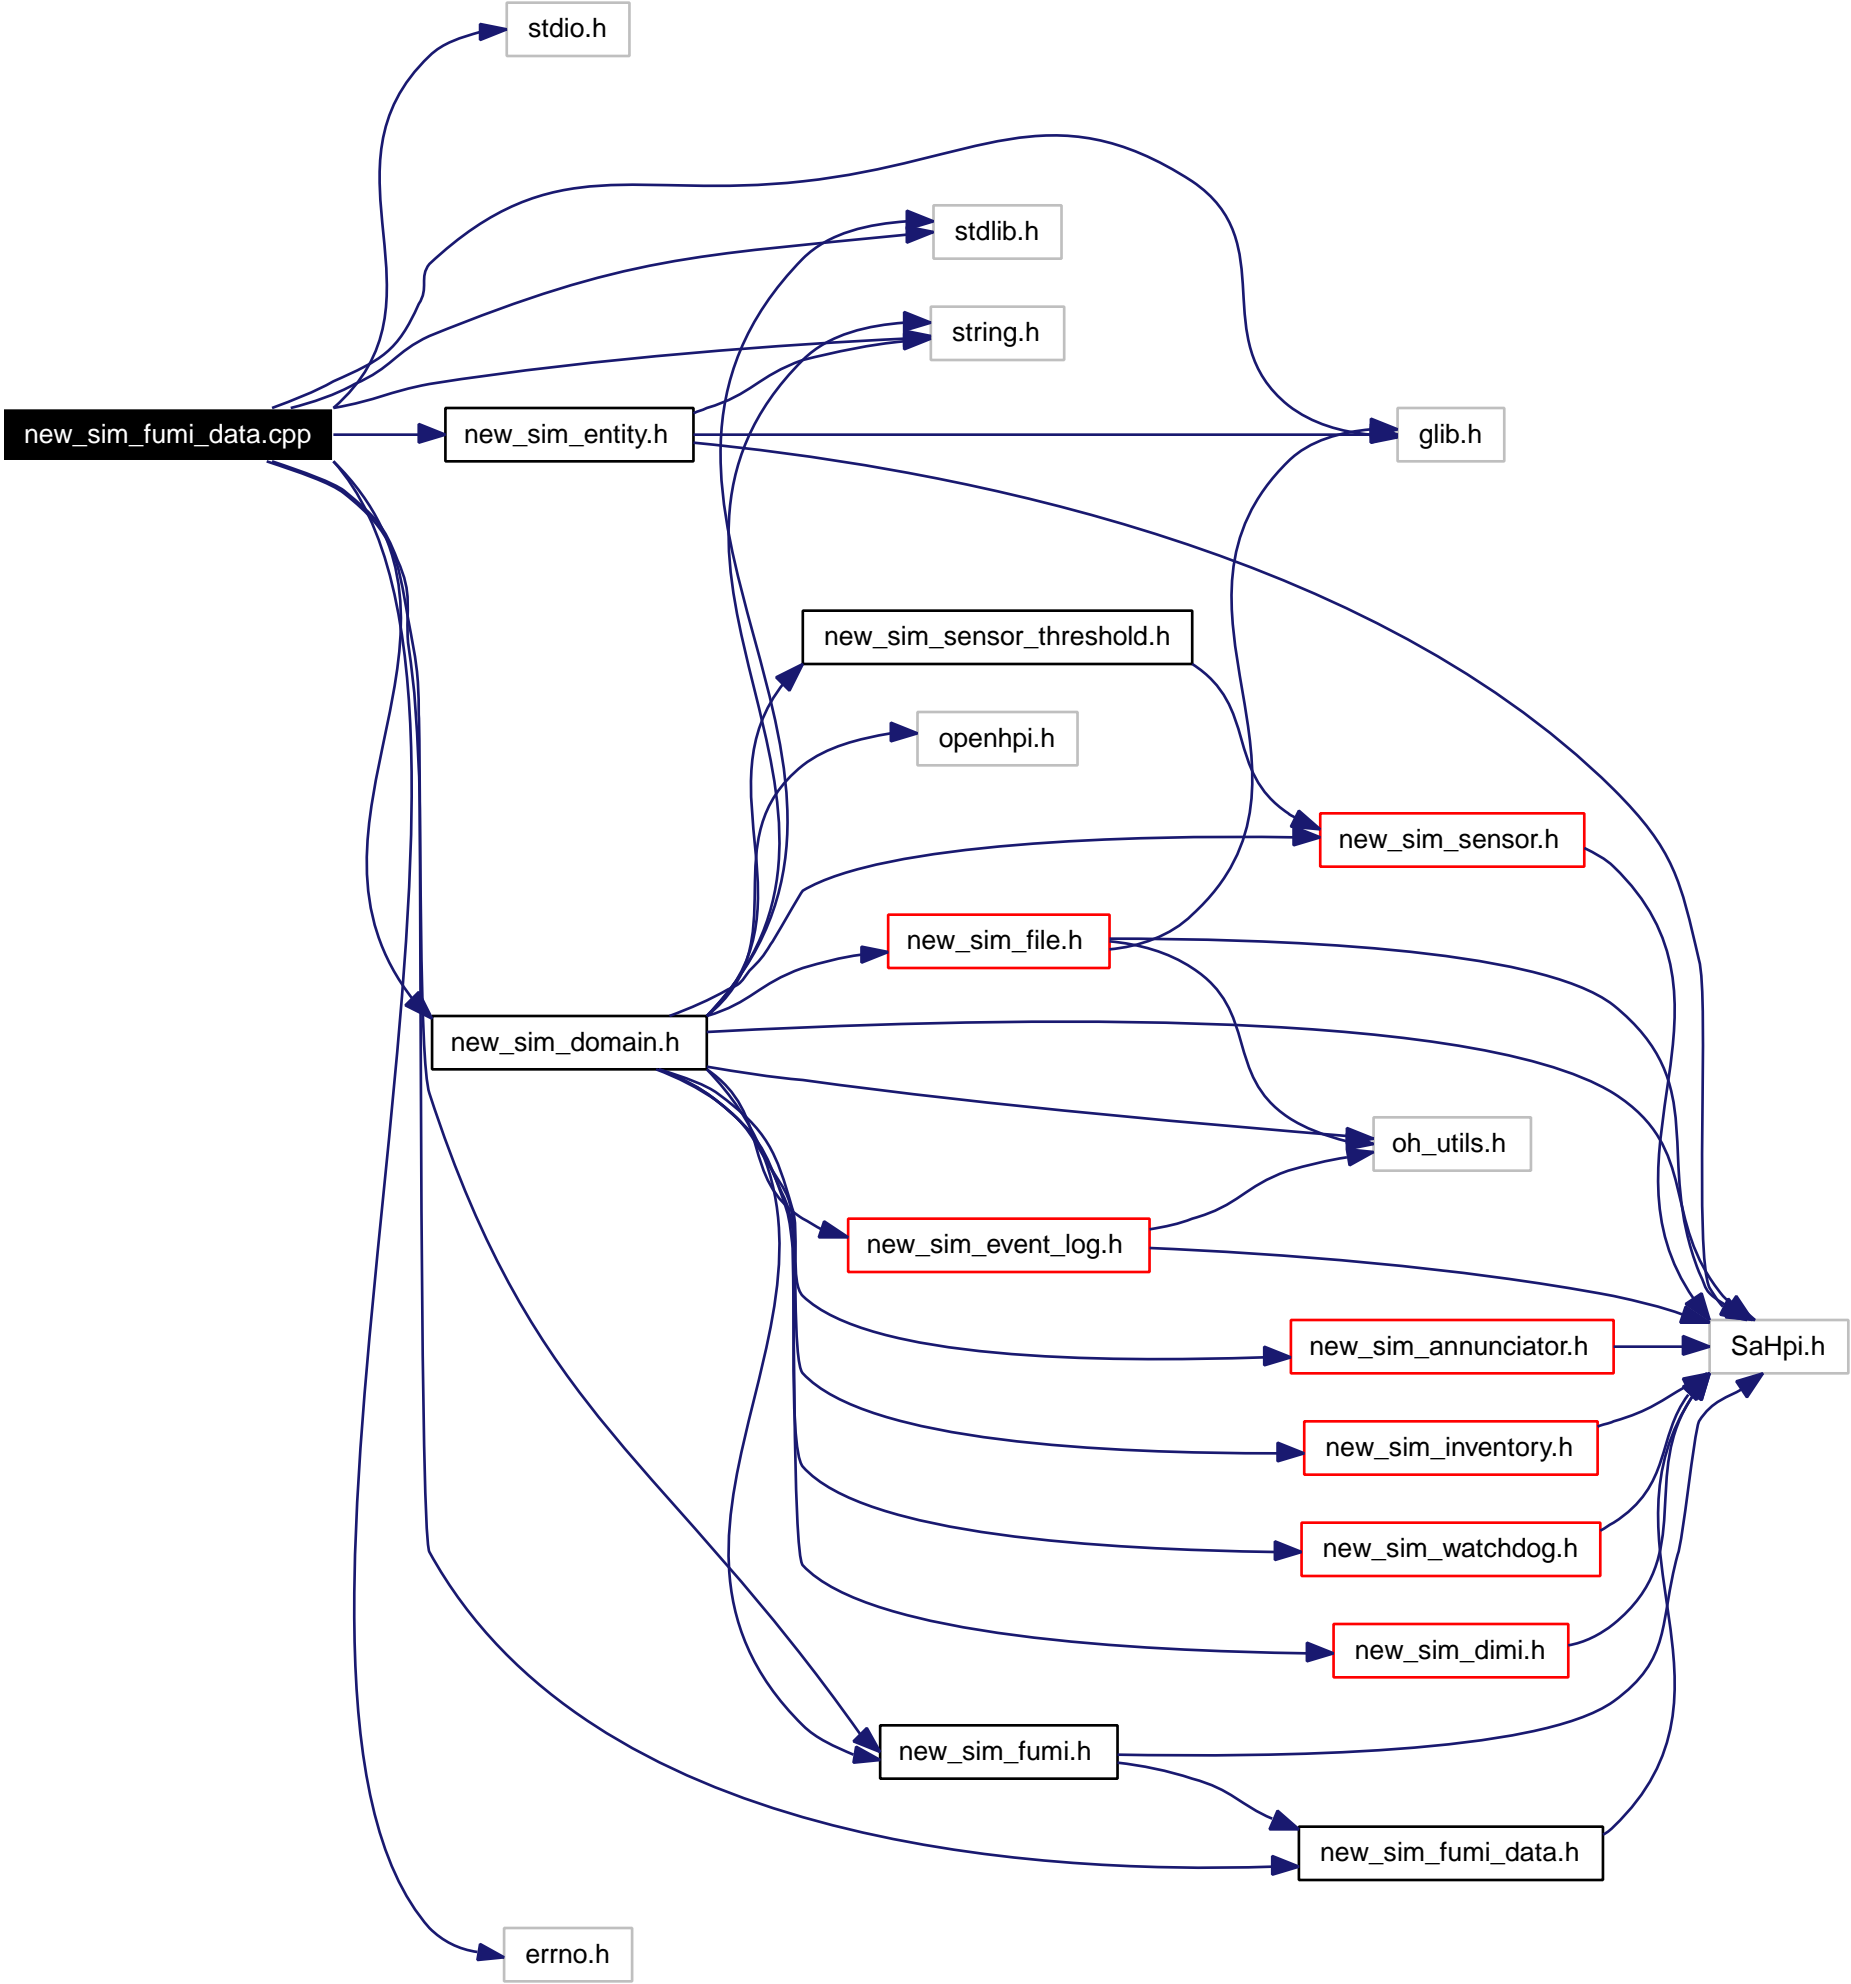 stdio.h
stdlib.h
string.h
new_sim_fumi_data.cpp
new_sim_entity.h
glib.h
new_sim_sensor_threshold.h
openhpi.h
new_sim_sensor.h
new_sim_file.h
new_sim_domain.h
oh_utils.h
new_sim_event_log.h
new_sim_annunciator.h
SaHpi.h
new_sim_inventory.h
new_sim_watchdog.h
new_sim_dimi.h
new_sim_fumi.h
new_sim_fumi_data.h
errno.h